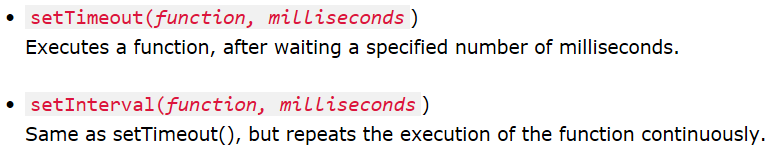 • setTimeout(function, milliseconds)
Executes a function, after waiting a specified number of milliseconds.
• setInterval(function, milliseconds)
Same as setTimeout(), but repeats the execution of the function continuously.